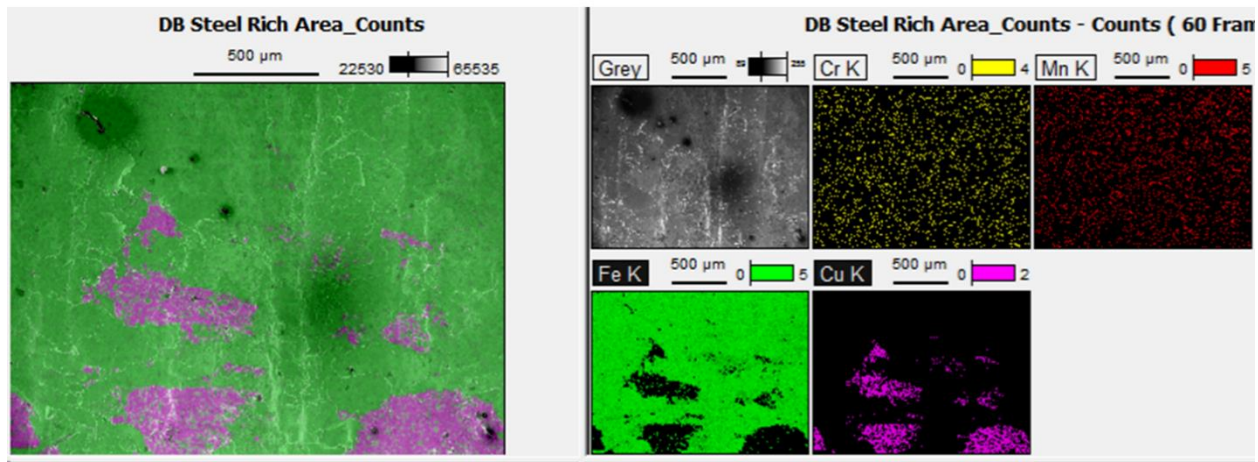 DB Steel Rich Area_Counts
500 µm 22530 65535
DB Steel Rich Area_Counts - Counts ( 60 Fran
Grey 500 µm 255 Cr K 500 µm 0 4 Mn K 500 µm 0 5
Fe K 500 µm 0 5 Cu K 500 µm 0 2